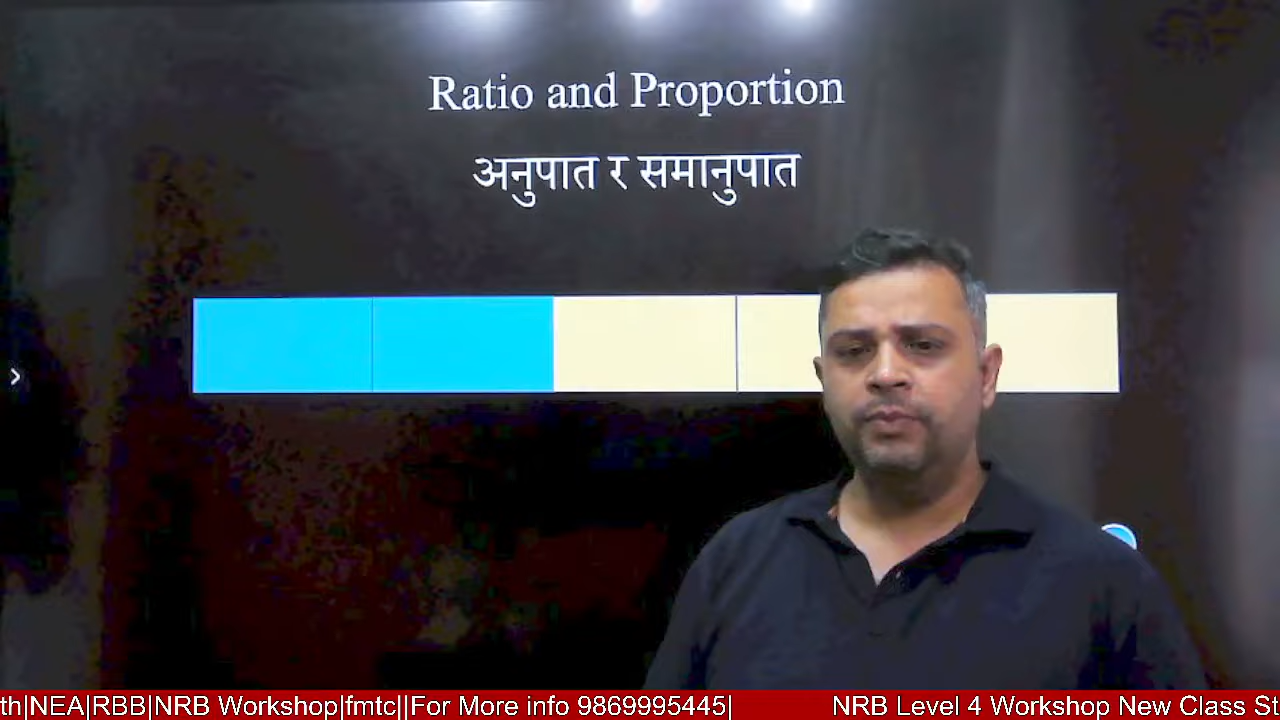 Ratio and Proportion
अनुपात र समानुपात
th|NEA|RBB|NRB Workshop|fmtc||For More info 9869995445| NRB Level 4 Workshop New Class St